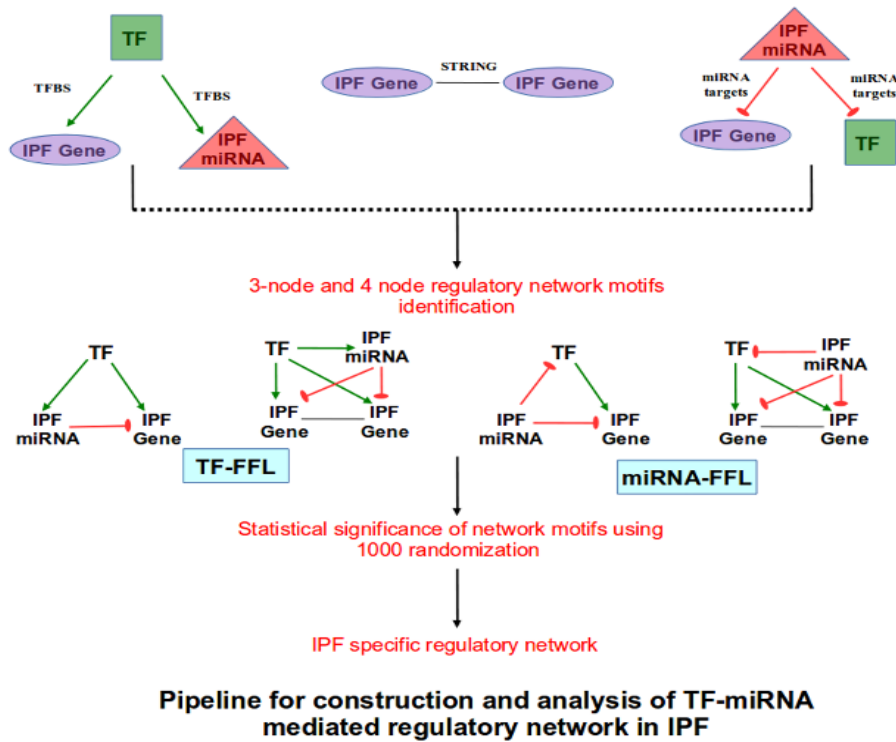 TF
TFBS
TFBS
IPF Gene
IPF
miRNA
STRING
IPF Gene
IPF Gene
IPF
miRNA
miRNA
targets
miRNA
targets
IPF Gene
TF
3-node and 4 node regulatory network motifs
identification
TF
IPF
miRNA
IPF
Gene
TF
IPF
miRNA
IPF
Gene
IPF
Gene
TF-FFL
TF
IPF
miRNA
IPF
Gene
TF
IPF
miRNA
IPF
Gene
IPF
Gene
miRNA-FFL
Statistical significance of network motifs using
1000 randomization
IPF specific regulatory network
Pipeline for construction and analysis of TF-miRNA
mediated regulatory network in IPF